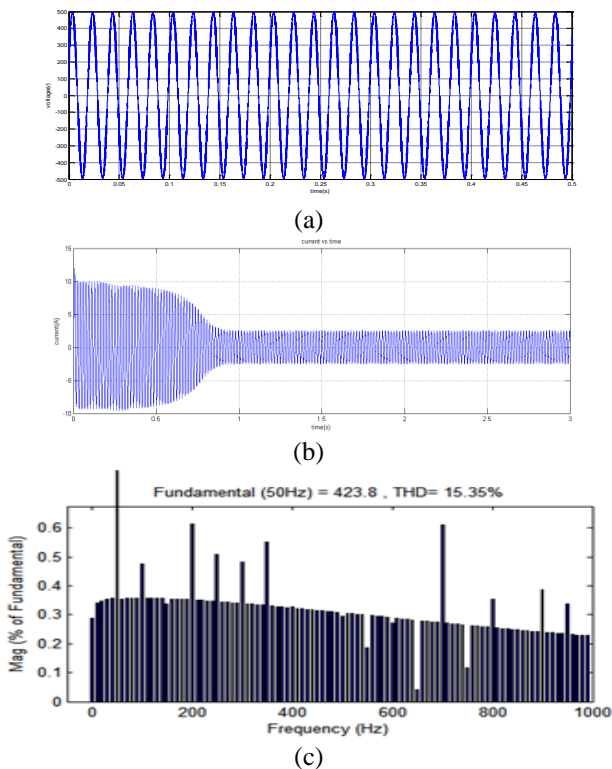 500
400
300
200
100
0
-100
-200
-300
-400
-500
voltage(v)
0 0.05 0.1 0.15 0.2 0.25 0.3 0.35 0.4 0.45 0.5
time(s)
(a)
current vs time
15
10
5
0
-5
-10
current(A)
0 0.5 1 1.5 2 2.5 3
time(s)
(b)
Fundamental (50Hz) = 423.8 , THD= 15.35%
0.6
0.5
0.4
0.3
0.2
0.1
0
Mag (% of Fundamental)
0 200 400 600 800 1000
Frequency (Hz)
(c)